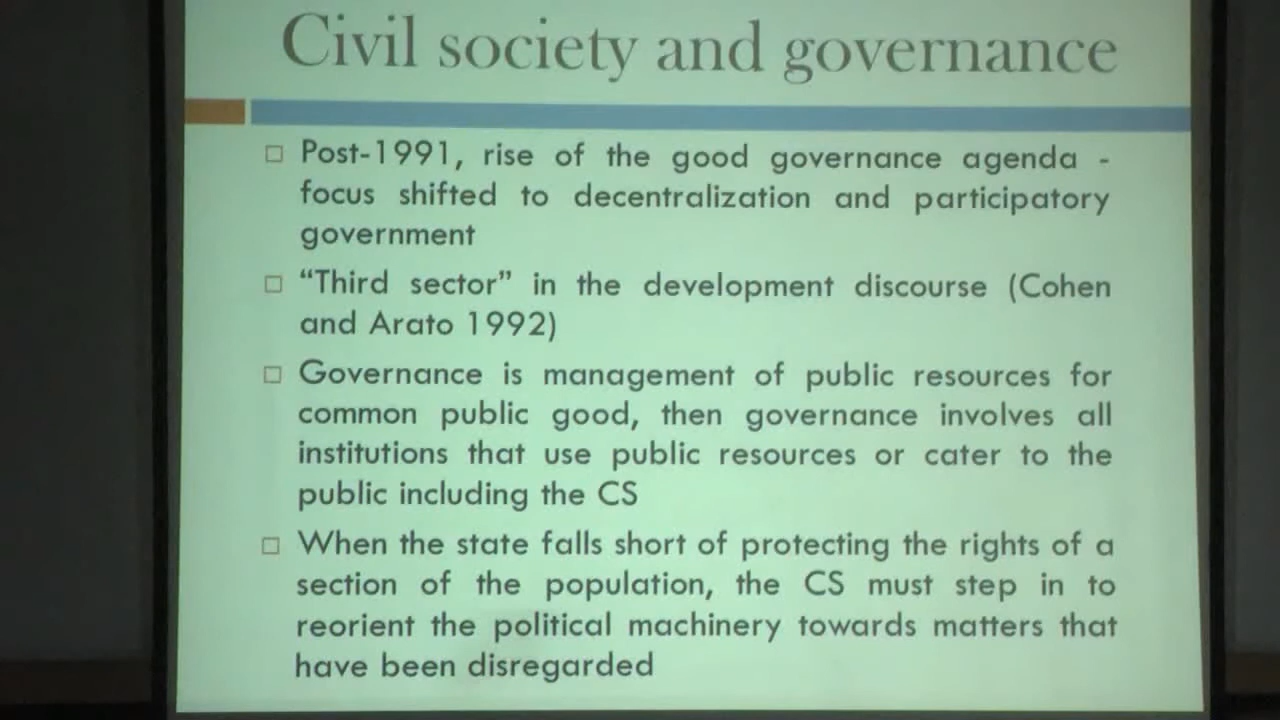 Civil society and governance
Post-1991, rise of the good governance agenda -
focus shifted to decentralization and participatory
government
“Third sector” in the development discourse (Cohen
and Arato 1992)
Governance is management of public resources for
common public good, then governance involves all
institutions that use public resources or cater to the
public including the CS
When the state falls short of protecting the rights of a
section of the population, the CS must step in to
reorient the political machinery towards matters that
have been disregarded